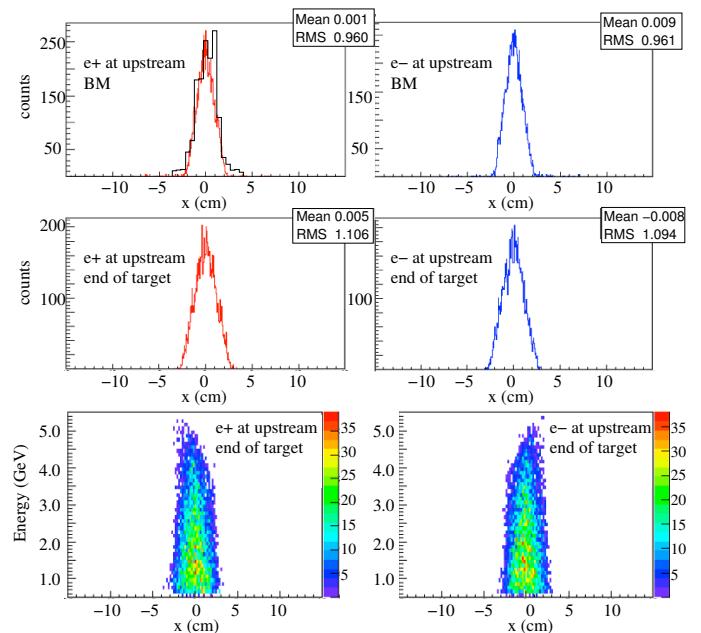 Mean 0.001
RMS 0.960
Mean 0.009
RMS 0.961
250
150
50
counts
e+ at upstream
BM
−10 −5 0 5 10
x (cm)
250
150
50
e− at upstream
BM
−10 −5 0 5 10
x (cm)
Mean 0.005
RMS 1.106
Mean −0.008
RMS 1.094
200
100
counts
e+ at upstream
end of target
−10 −5 0 5 10
x (cm)
100
e− at upstream
end of target
−10 −5 0 5 10
x (cm)
5.0
4.0
3.0
2.0
1.0
Energy (GeV)
e+ at upstream
end of target
35
30
25
20
15
10
5
−10 −5 0 5 10
x (cm)
5.0
4.0
3.0
2.0
1.0
e− at upstream
end of target
35
30
25
20
15
10
5
−10 −5 0 5 10
x (cm)